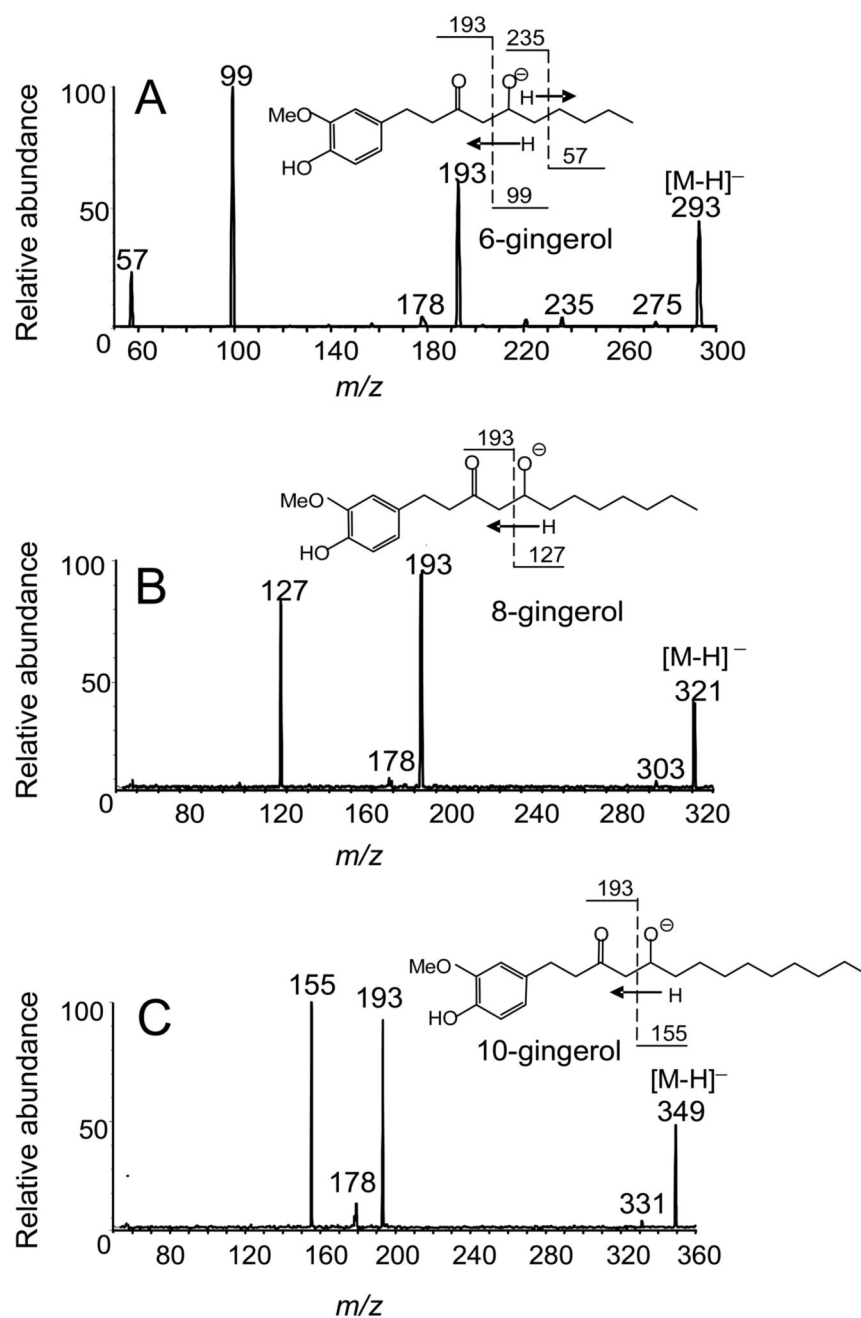 A
193
235
O
O⊖
H
MeO
H
HO
57
99
6-gingerol
Relative abundance
100
50
0
57
99
178
193
235
275
[M-H]⁻
293
60
100
140
180
220
260
300
m/z
B
193
O
O⊖
MeO
H
HO
127
8-gingerol
Relative abundance
100
50
0
127
178
193
303
[M-H]⁻
321
80
120
160
200
240
280
320
m/z
C
193
O
O⊖
MeO
H
HO
155
10-gingerol
Relative abundance
100
50
0
155
178
193
331
[M-H]⁻
349
80
120
160
200
240
280
320
360
m/z